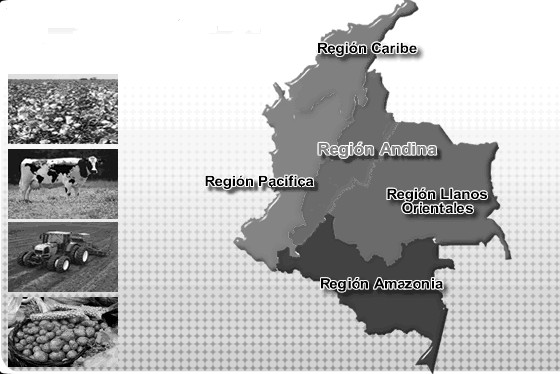 Región Caribe
Región Andina
Región Pacifica
Región Llanos
Orientales
Región Amazonia